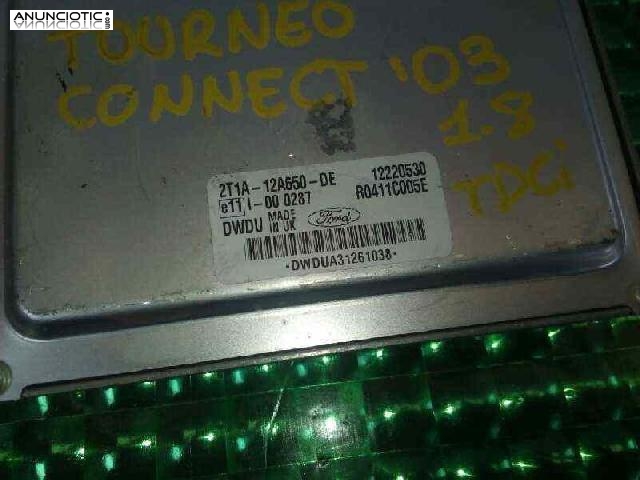 ANUNCIOTIC.COM
TOURNEO
CONNECT '03
1.8
TDCi
2T1A-12A650-DE 12220530
e11 I-00 0287 R0411C005E
DWDU MADE IN UK Ford
·DWDUA31261038·